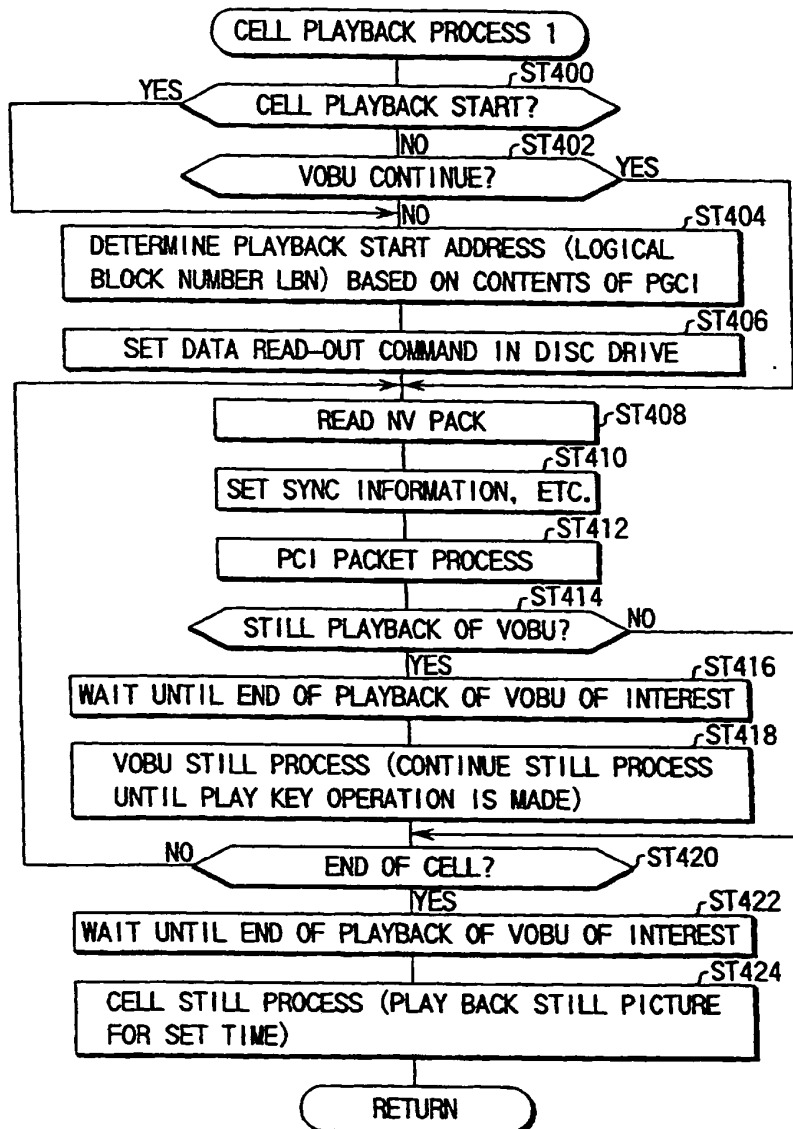 CELL PLAYBACK PROCESS 1
ST400
YES
CELL PLAYBACK START?
NO
ST402
VOBU CONTINUE?
YES
NO
ST404
DETERMINE PLAYBACK START ADDRESS (LOGICAL
BLOCK NUMBER LBN) BASED ON CONTENTS OF PGCI
ST406
SET DATA READ-OUT COMMAND IN DISC DRIVE
READ NV PACK
ST408
ST410
SET SYNC INFORMATION, ETC.
ST412
PCI PACKET PROCESS
ST414
STILL PLAYBACK OF VOBU?
NO
YES
ST416
WAIT UNTIL END OF PLAYBACK OF VOBU OF INTEREST
ST418
VOBU STILL PROCESS (CONTINUE STILL PROCESS
UNTIL PLAY KEY OPERATION IS MADE)
NO
END OF CELL?
ST420
YES
ST422
WAIT UNTIL END OF PLAYBACK OF VOBU OF INTEREST
ST424
CELL STILL PROCESS (PLAY BACK STILL PICTURE
FOR SET TIME)
RETURN